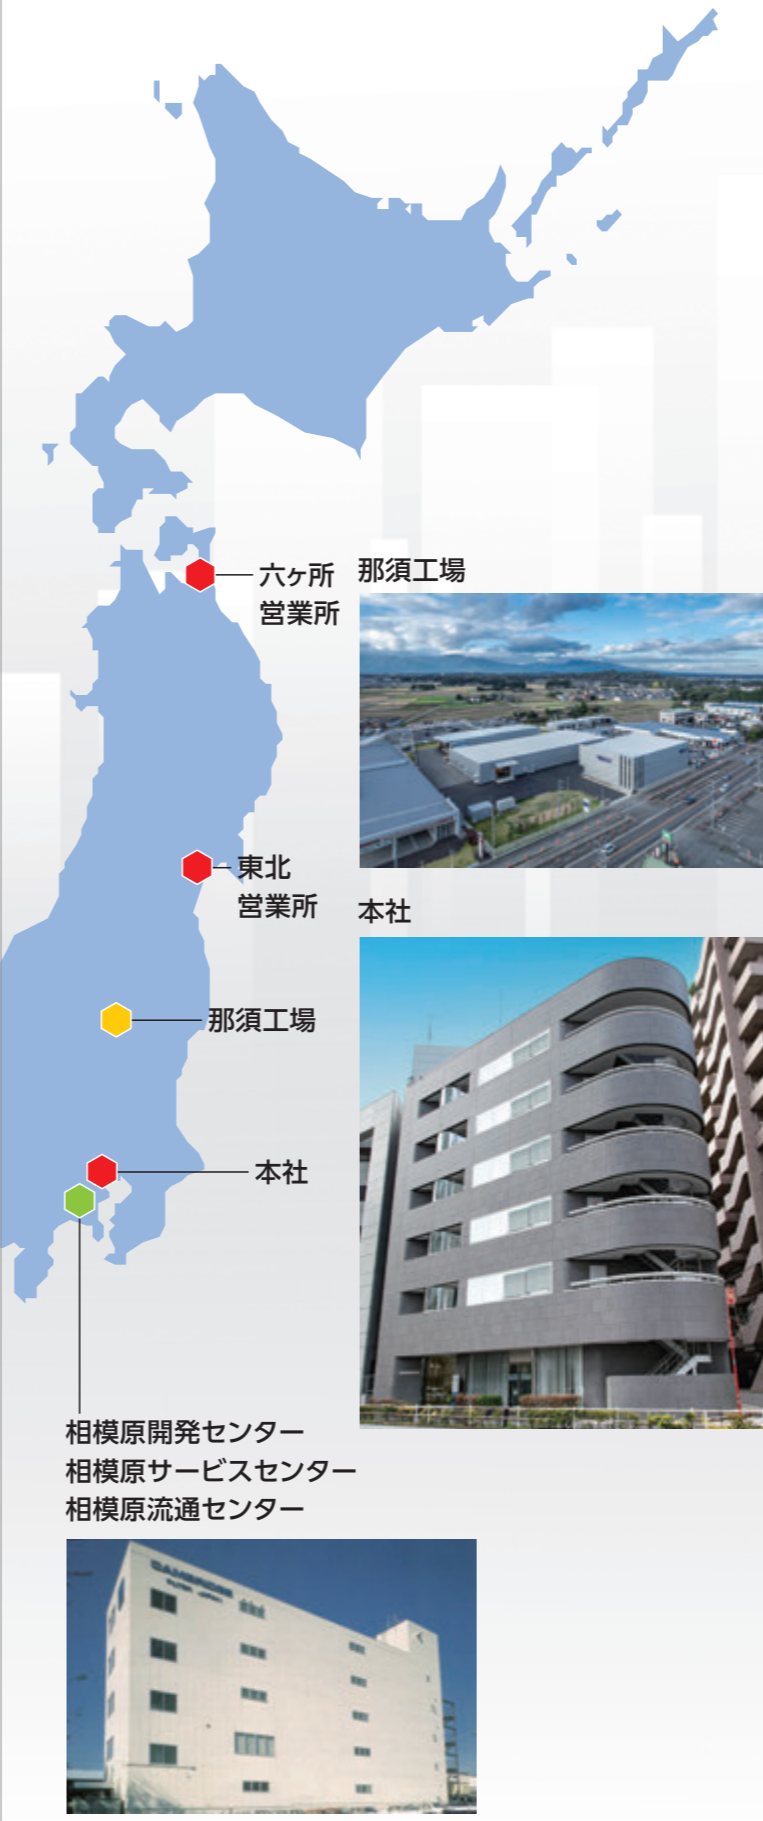 六ヶ所
営業所
那須工場
東北
営業所
本社
那須工場
本社
相模原開発センター
相模原サービスセンター
相模原流通センター